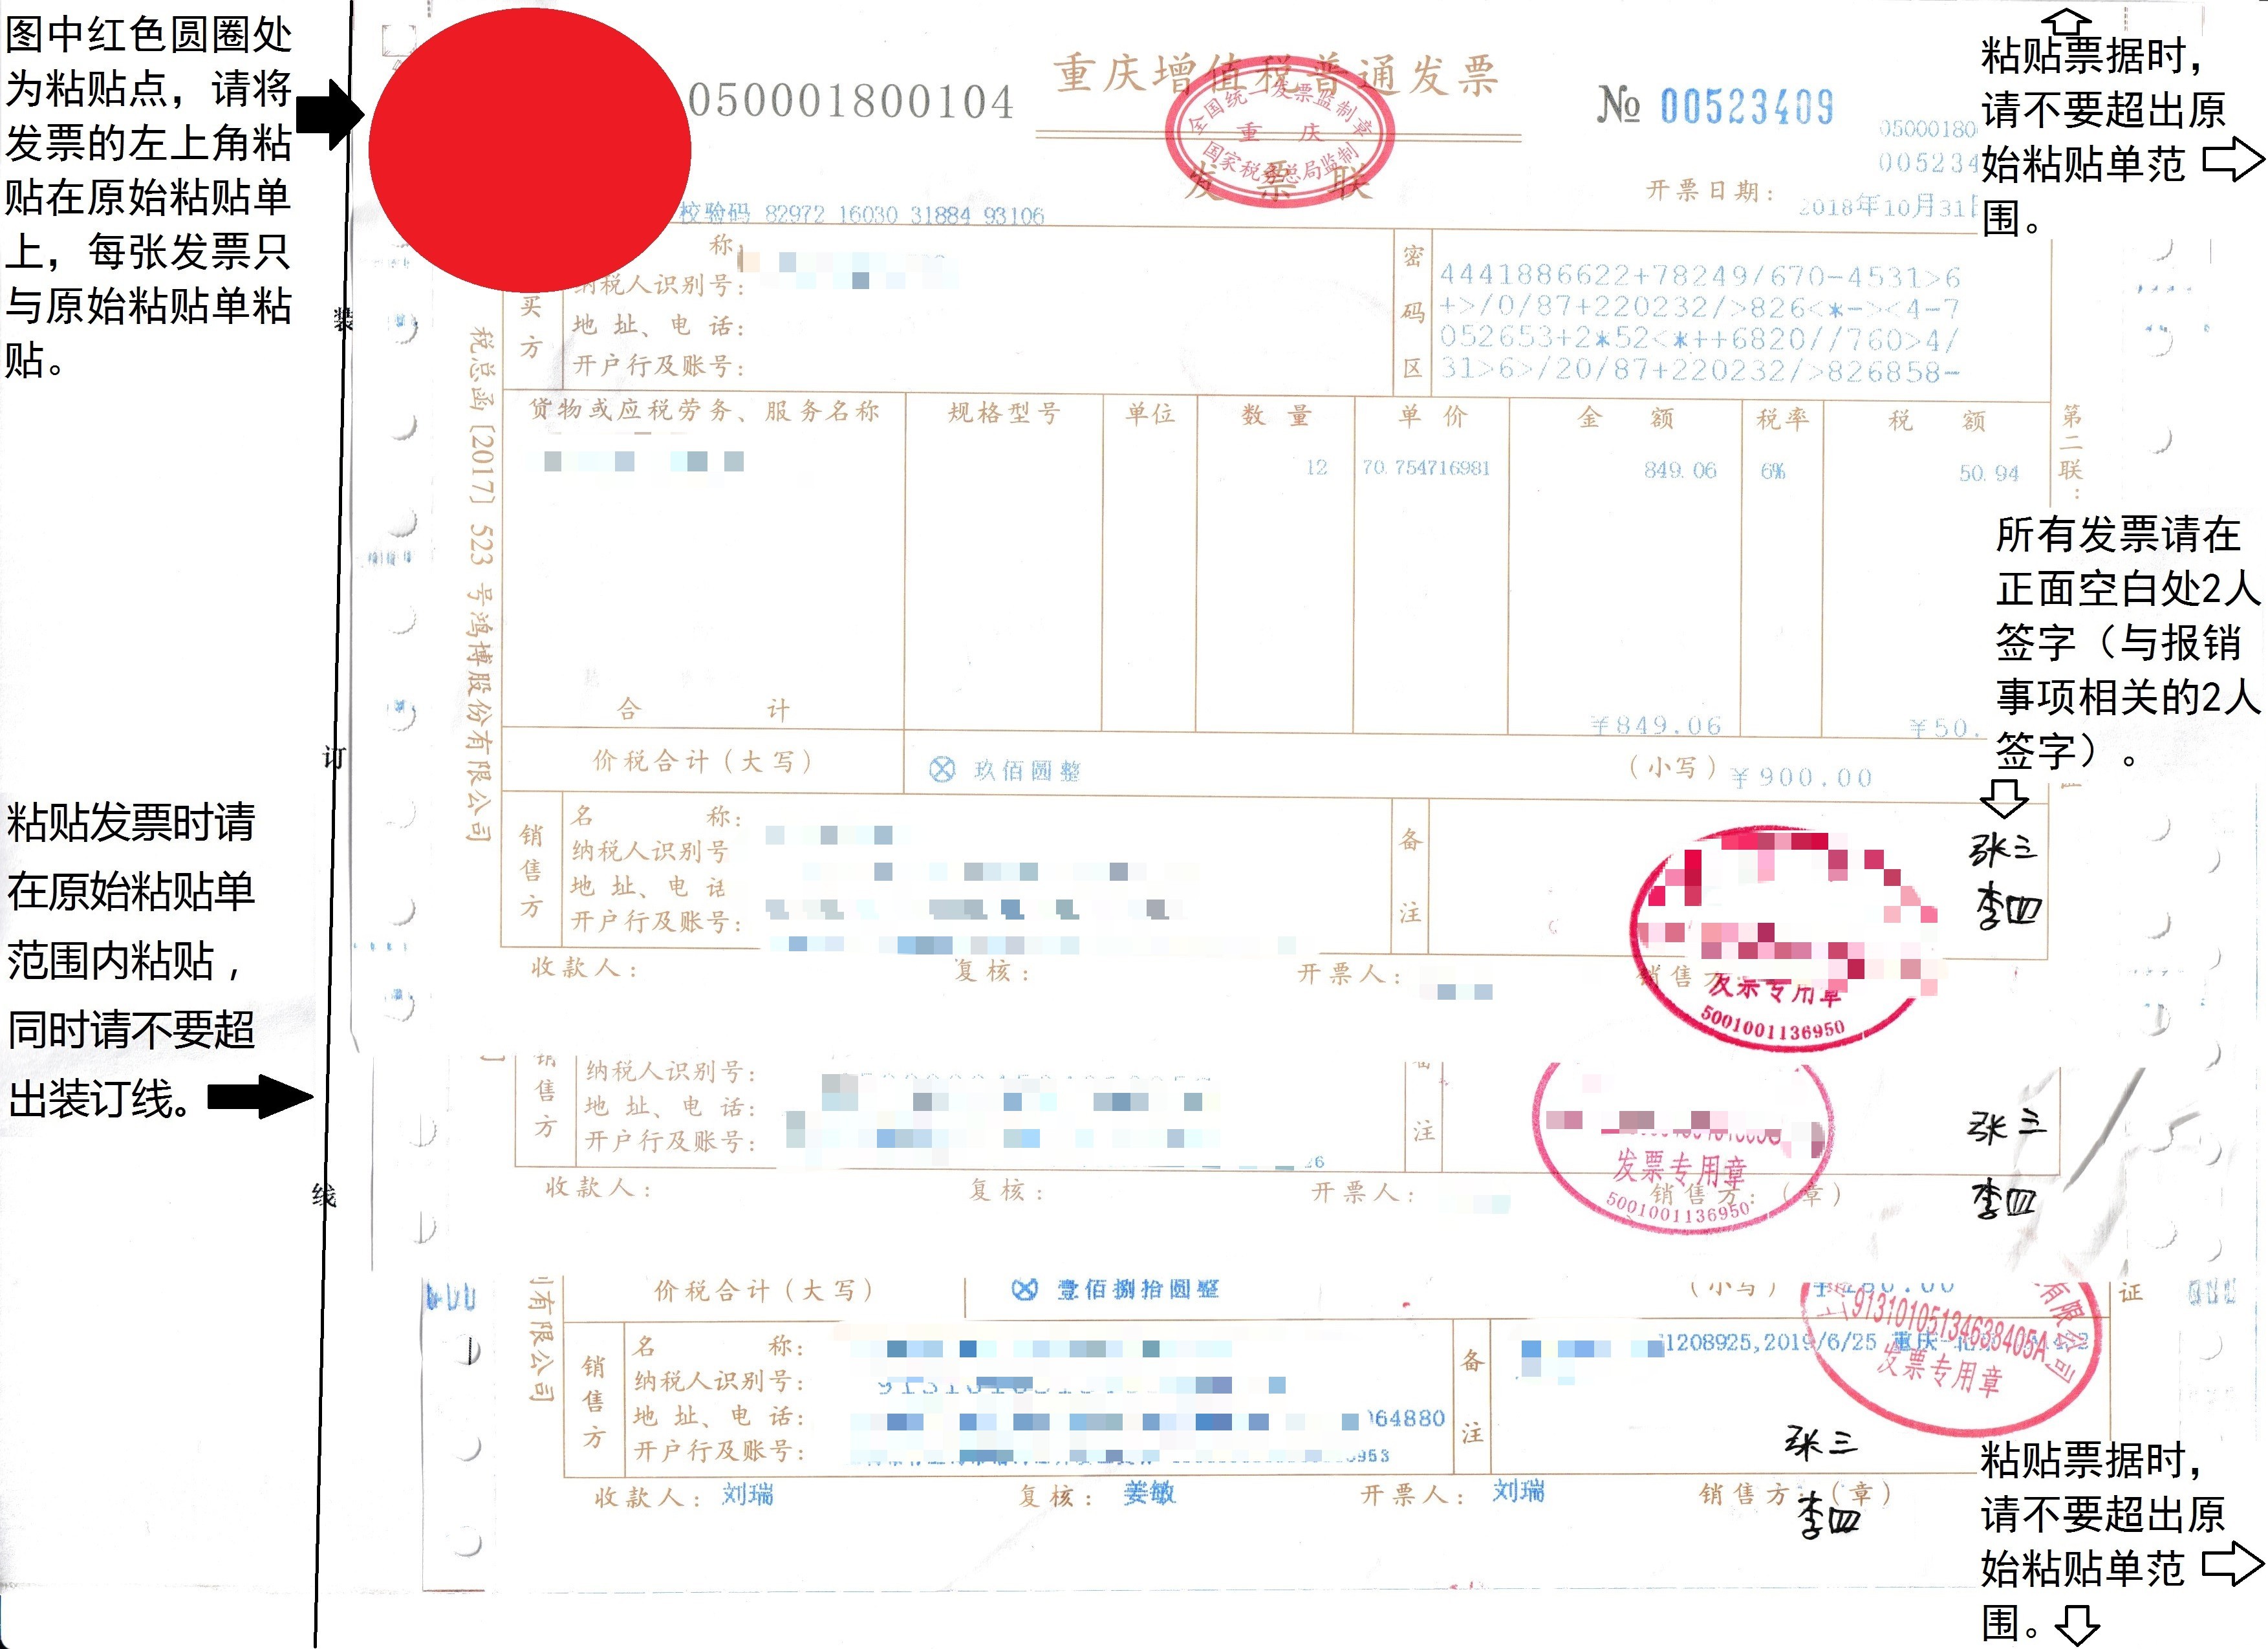 图中红色圆圈处
为粘贴点，请将
发票的左上角粘
贴在原始粘贴单
上，每张发票只
与原始粘贴单粘
贴。
粘贴发票时请
在原始粘贴单
范围内粘贴，
同时请不要超
出装订线。
装
订
线
050001800104
重庆增值税普通发票
全国统一发票监制章
重 庆
国家税务总局监制
发票联
№ 00523409
05000180
005234
开票日期：
2018年10月31日
校验码 82972 16030 31884 93106
粘贴票据时，
请不要超出原
始粘贴单范
围。
买方
称：
纳税人识别号：
地 址、电 话：
开户行及账号：
密码区
4441886622+78249/670-4531>6
+>/0/87+220232/>826<*-><4-7
052653+2*52<*++6820//760>4/
31>6>/20/87+220232/>826858-
税总函 [2017] 523 号鸿博股份有限公司
货物或应税劳务、服务名称 规格型号 单位 数 量 单 价 金 额 税率 税 额
12 70.754716981 849.06 6% 50.94
第二联：
合 计 ¥849.06 ¥50.
价税合计（大写） ⊗ 玖佰圆整 （小写）¥900.00
所有发票请在
正面空白处2人
签字（与报销
事项相关的2人
签字）。
销售方
名 称：
纳税人识别号
地 址、电 话
开户行及账号：
备注
发票专用章
5001001136950
张三
李四
收款人： 复核： 开票人： 销售方
销售方
纳税人识别号：
地 址、电 话：
开户行及账号：
26
注
发票专用章
5001001136950
张三
李四
收款人： 复核： 开票人： 销售方：（章）
有限公司
价税合计（大写） ⊗ 壹佰捌拾圆整 （小写）
证
销售方
名 称：
纳税人识别号：
地 址、电 话： 064880
开户行及账号： 3953
备注
1208925,2019/6/25 重庆
有限公司
91310105134638405A
发票专用章
张三
李四
收款人：刘瑞 复核：姜敏 开票人：刘瑞 销售方：（章）
粘贴票据时，
请不要超出原
始粘贴单范
围。